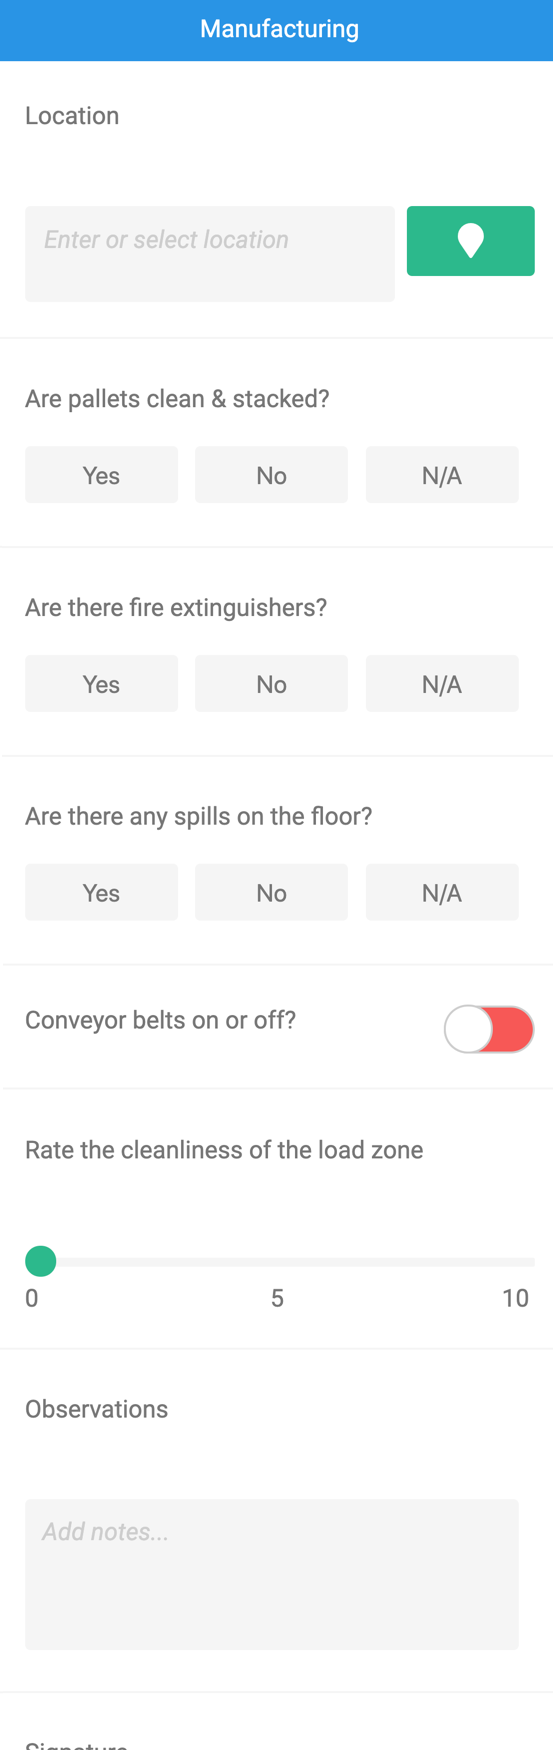 Manufacturing
Location
Enter or select location
Are pallets clean & stacked?
Yes No N/A
Are there fire extinguishers?
Yes No N/A
Are there any spills on the floor?
Yes No N/A
Conveyor belts on or off?
Rate the cleanliness of the load zone
0 5 10
Observations
Add notes...
Signature